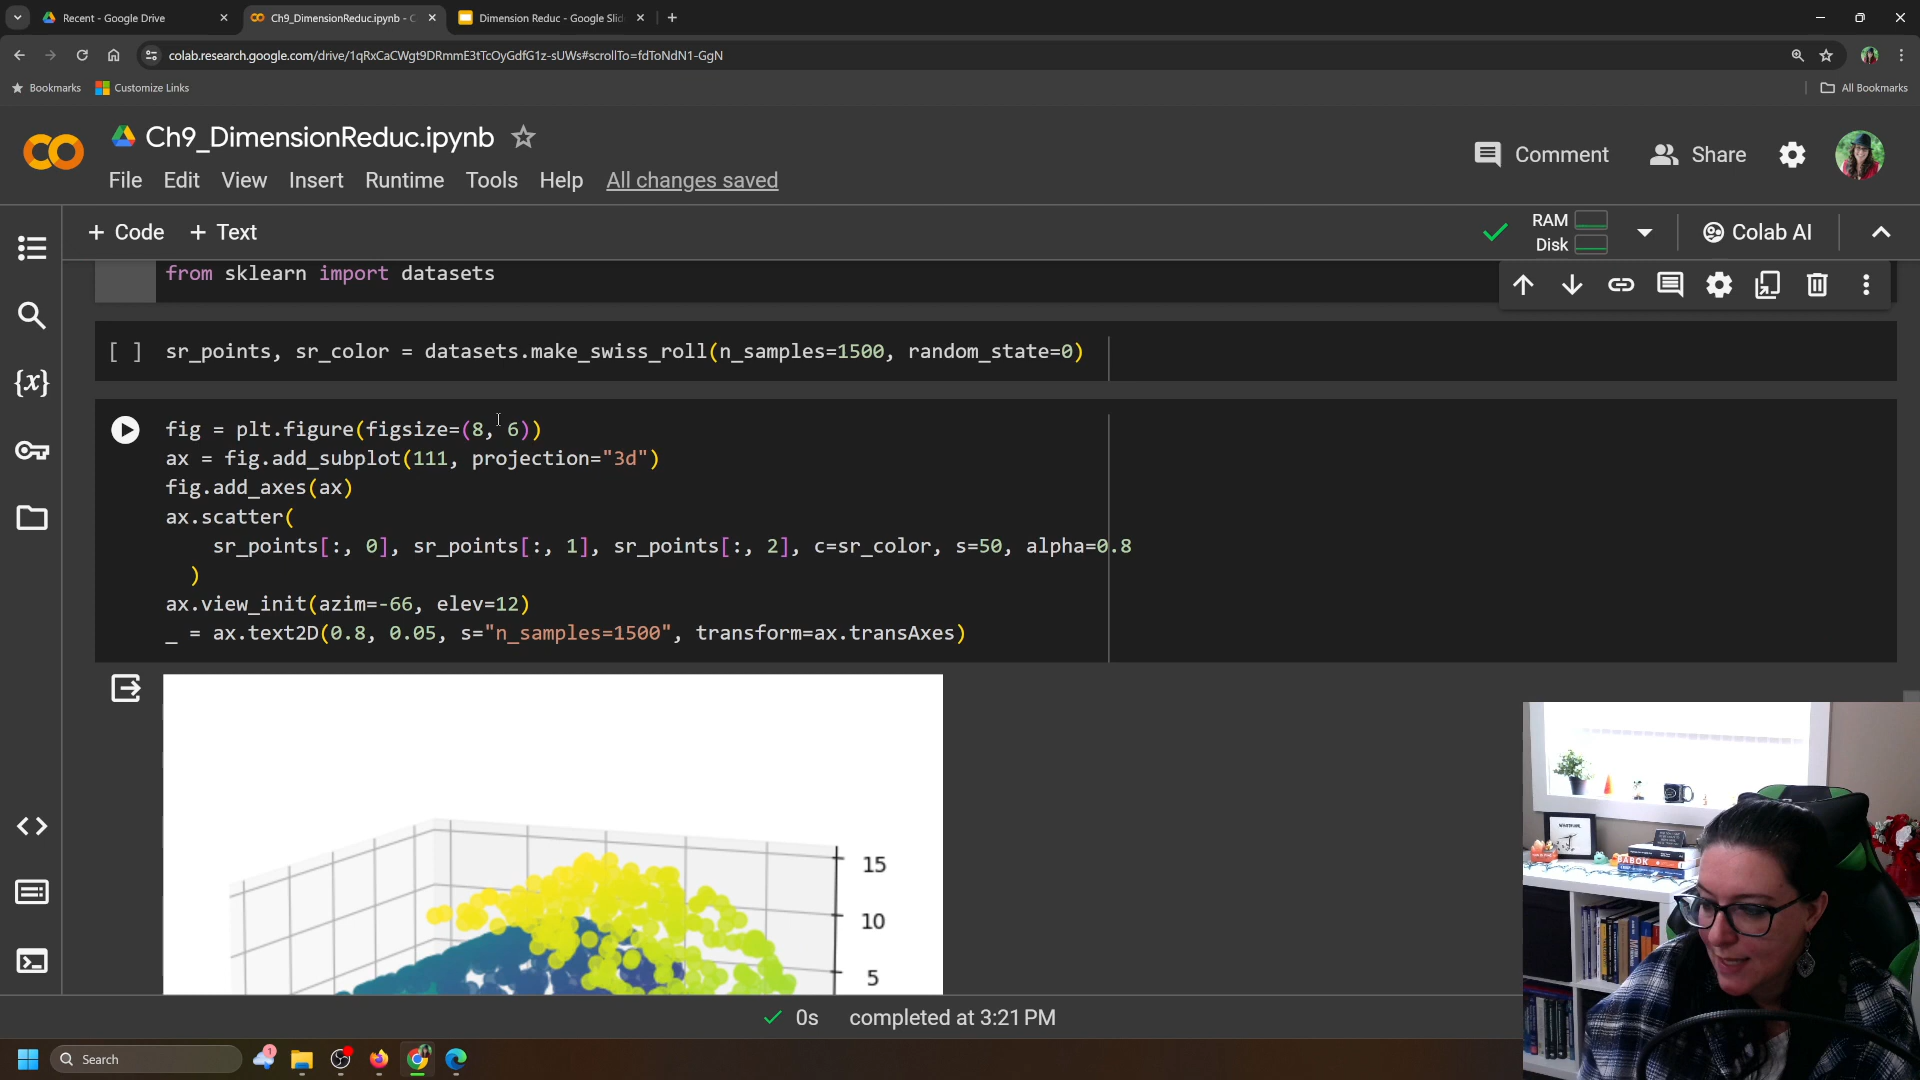 Recent - Google Drive
Ch9_DimensionReduc.ipynb - C
Dimension Reduc - Google Slid
colab.research.google.com/drive/1qRxCaCWgt9DRmmE3tTcOyGdfG1z-sUWs#scrollTo=fdToNdN1-GgN
Bookmarks
Customize Links
All Bookmarks
Ch9_DimensionReduc.ipynb
Comment
Share
File Edit View Insert Runtime Tools Help All changes saved
+ Code + Text
RAM
Disk
Colab AI
from sklearn import datasets
[ ] sr_points, sr_color = datasets.make_swiss_roll(n_samples=1500, random_state=0)
fig = plt.figure(figsize=(8, 6))
ax = fig.add_subplot(111, projection="3d")
fig.add_axes(ax)
ax.scatter(
sr_points[:, 0], sr_points[:, 1], sr_points[:, 2], c=sr_color, s=50, alpha=0.8
)
ax.view_init(azim=-66, elev=12)
_ = ax.text2D(0.8, 0.05, s="n_samples=1500", transform=ax.transAxes)
15
10
5
BABOK
0s completed at 3:21 PM
Search
1